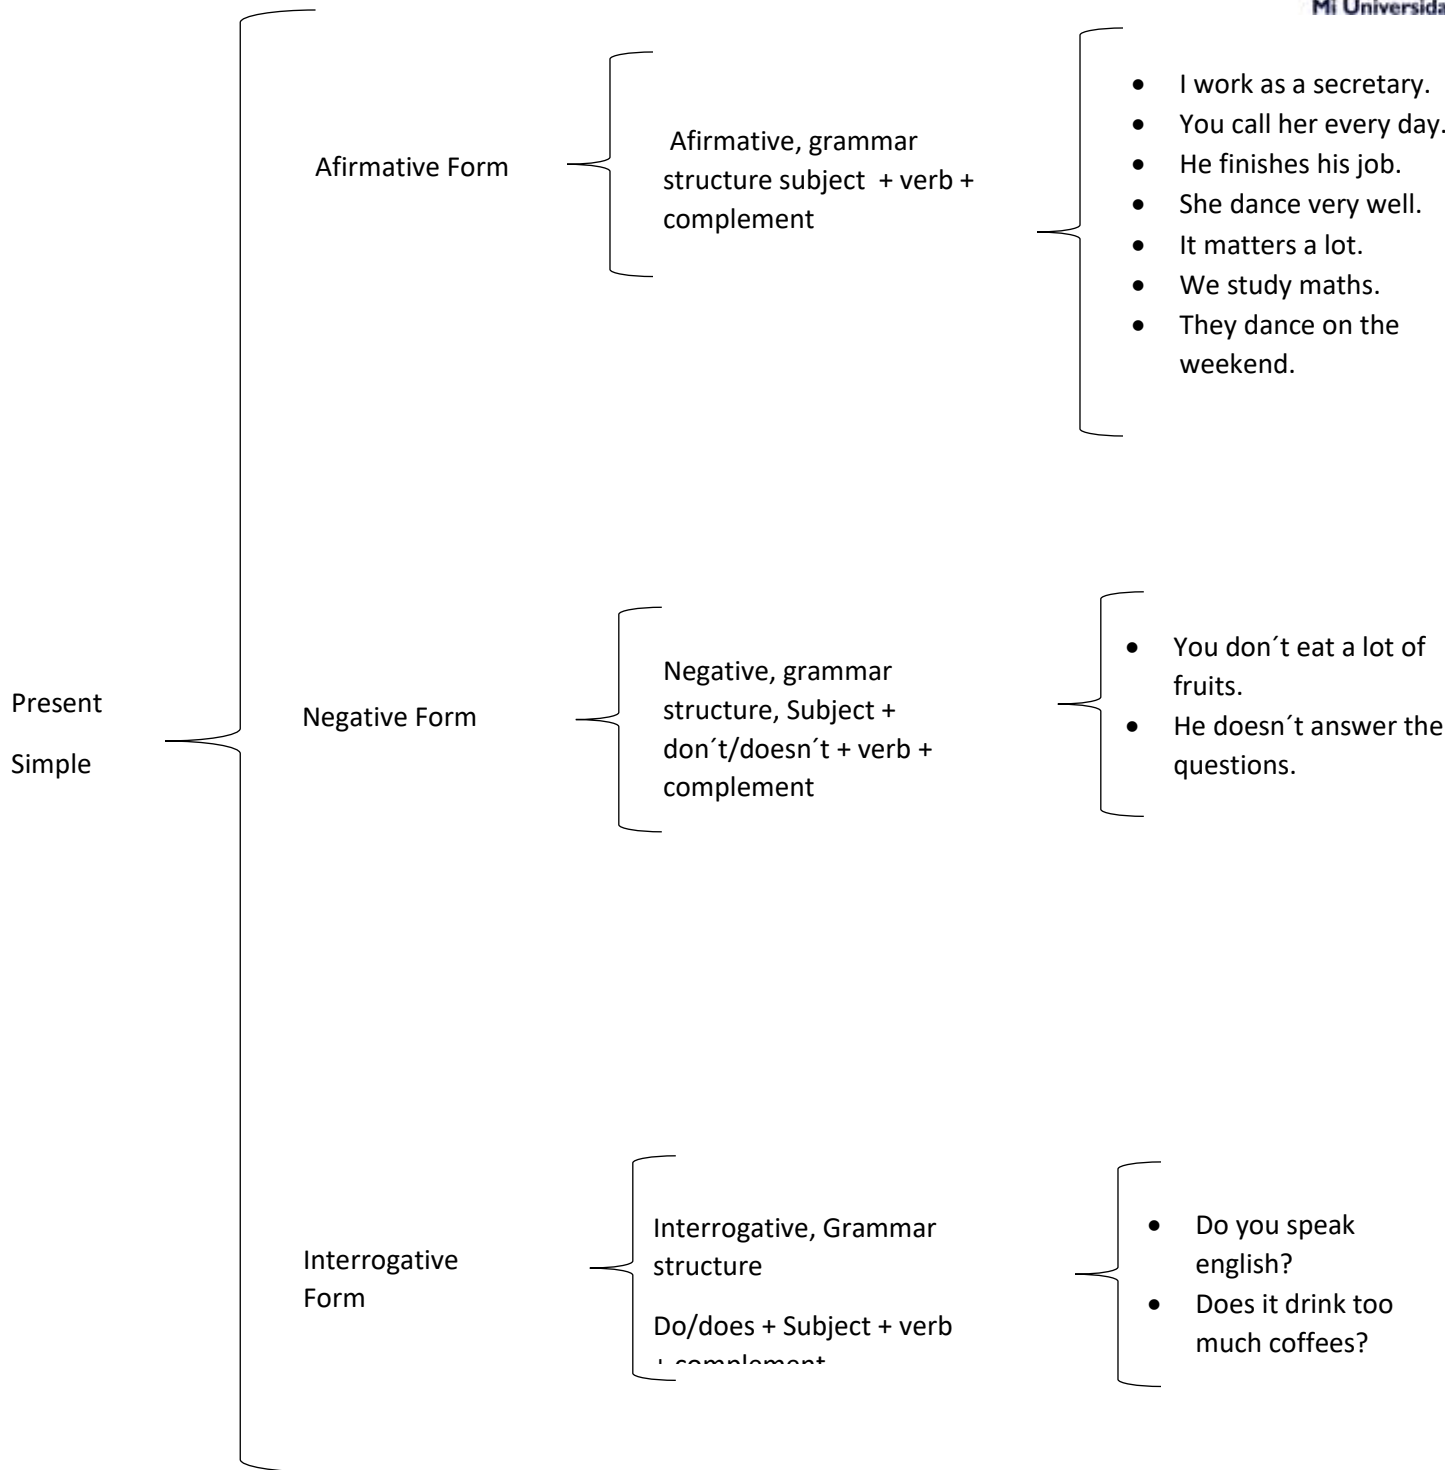 Mi Universida
Present
Simple
Afirmative Form
Afirmative, grammar
structure subject + verb +
complement
• I work as a secretary.
• You call her every day.
• He finishes his job.
• She dance very well.
• It matters a lot.
• We study maths.
• They dance on the
weekend.
Negative Form
Negative, grammar
structure, Subject +
don´t/doesn´t + verb +
complement
• You don´t eat a lot of
fruits.
• He doesn´t answer the
questions.
Interrogative
Form
Interrogative, Grammar
structure
Do/does + Subject + verb
+ complement
• Do you speak
english?
• Does it drink too
much coffees?